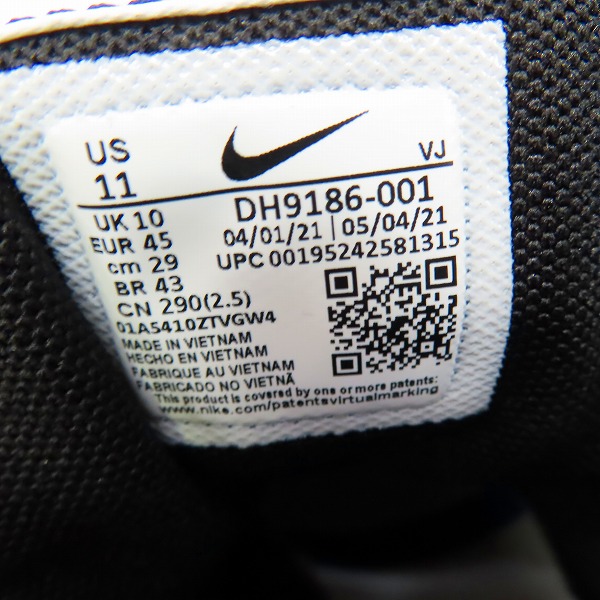 US
11
VJ
UK 10
EUR 45
cm 29
BR 43
CN 290(2.5)
DH9186-001
04/01/21 | 05/04/21
UPC 00195242581315
01A5410ZTVGW4
MADE IN VIETNAM
HECHO EN VIETNAM
FABRIQUE AU VIETNAM
FABRICADO NO VIETNÃ
This product is covered by one or more patents:
www.nike.com/patentsvirtualmarking